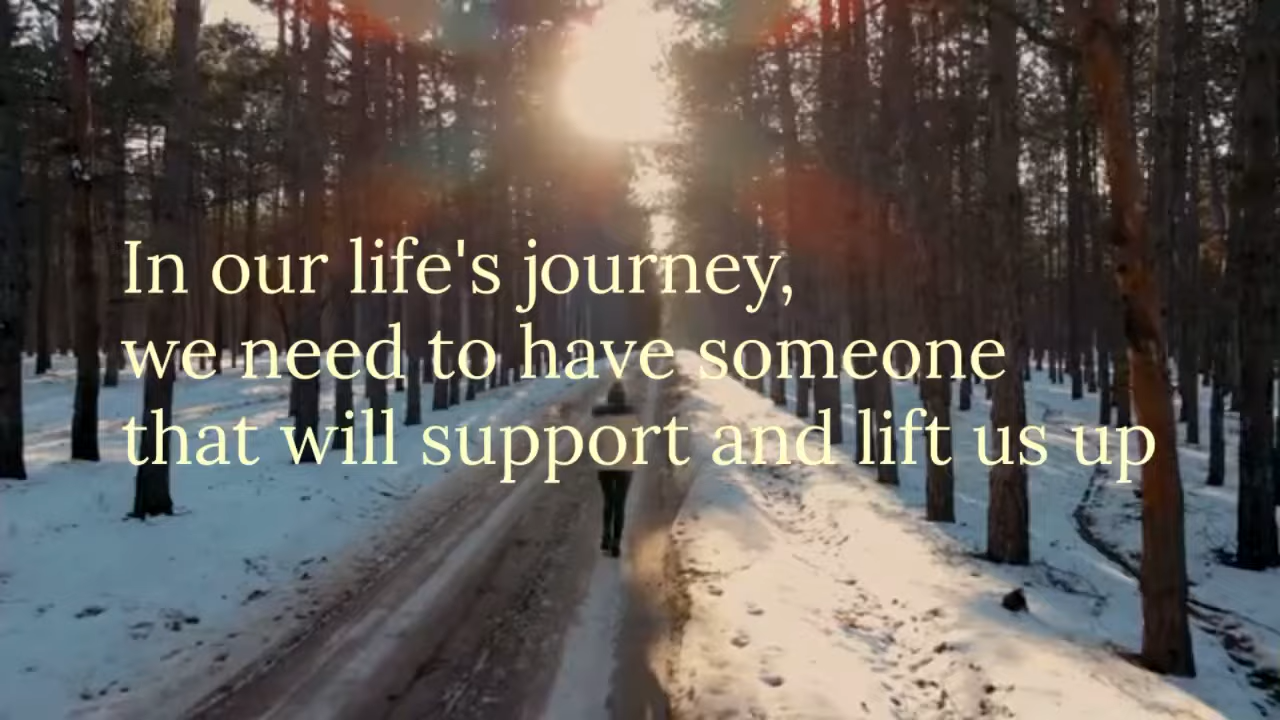 In our life's journey,
we need to have someone
that will support and lift us up